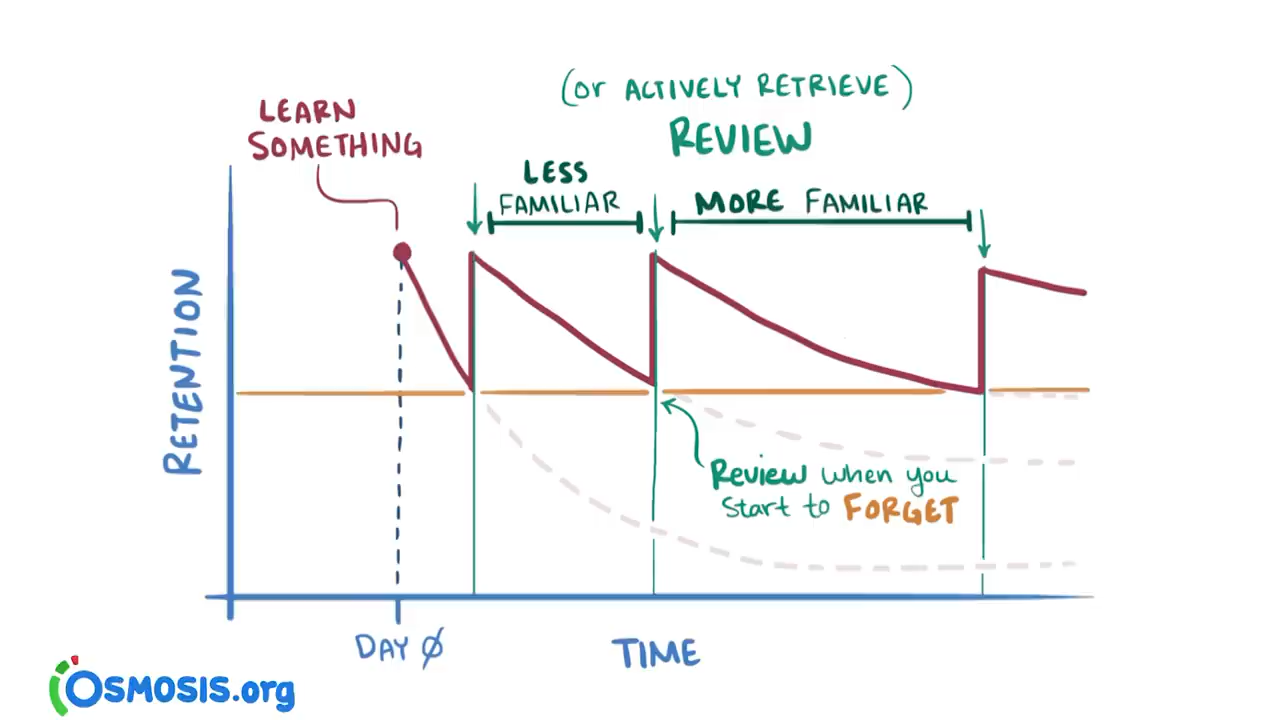 (or ACTIVELY RETRIEVE)
REVIEW
LEARN
SOMETHING
LESS
FAMILIAR
MORE FAMILIAR
RETENTION
Review when you
start to FORGET
DAY Ø
TIME
OSMOSIS.org